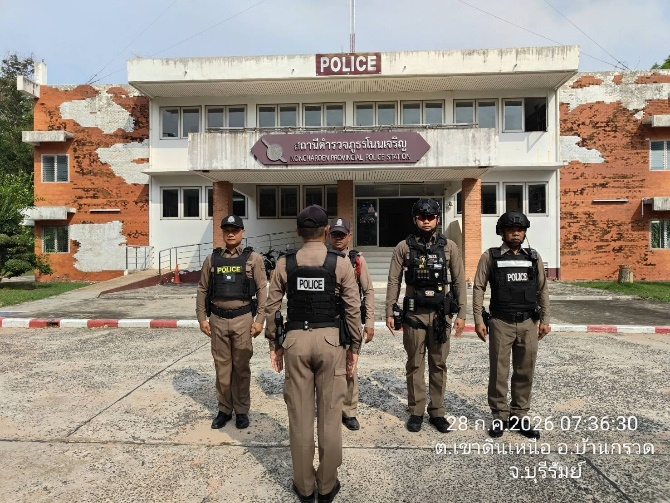 POLICE
สถานีตำรวจภูธรโนนเจริญ
NONCHAROEN PROVINCIAL POLICE STATION
POLICE
POLICE
POLICE
28 ก.ค. 2026 07:36:30
ต.เขาดินเหนือ อ.บ้านกรวด
จ.บุรีรัมย์